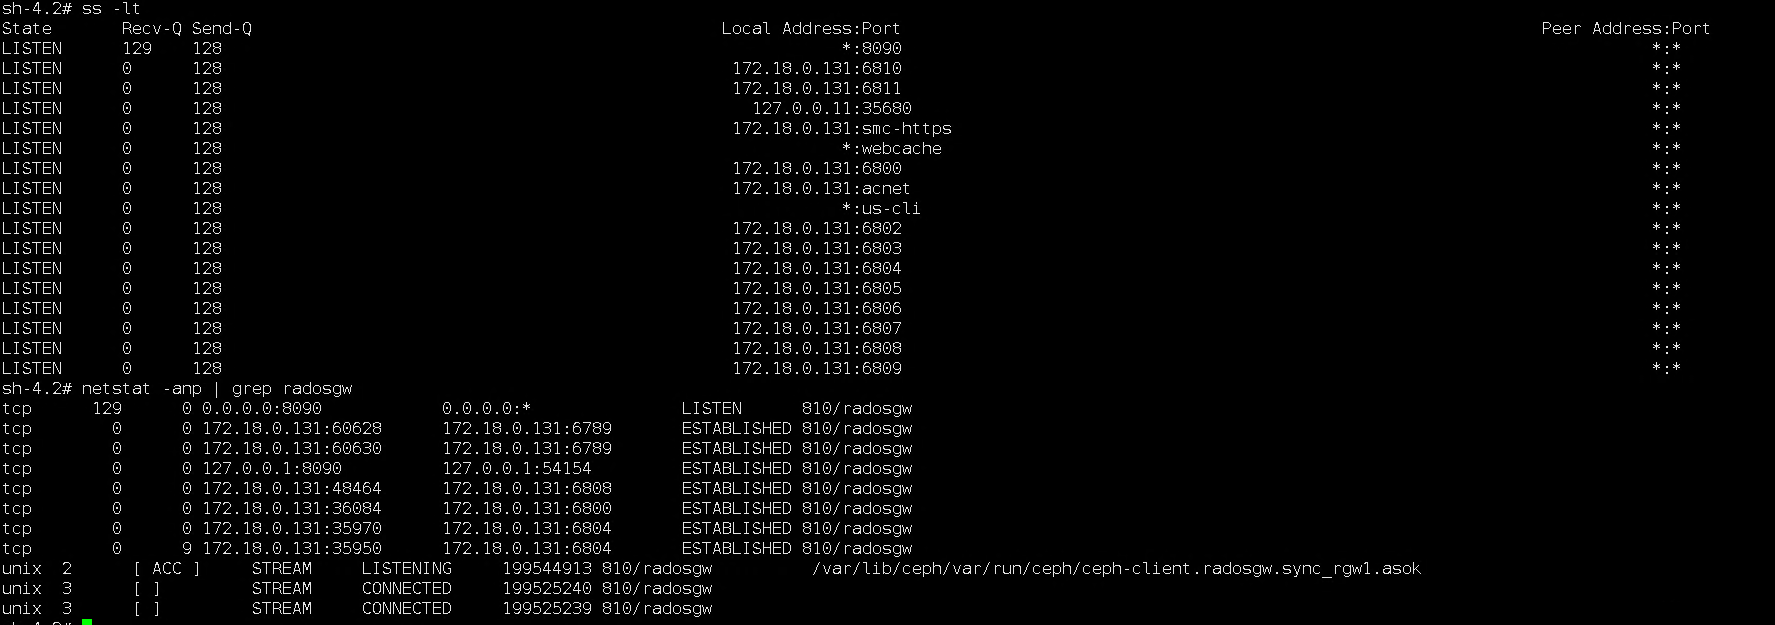 sh-4.2# ss -lt
State Recv-Q Send-Q Local Address:Port Peer Address:Port
LISTEN 129 128 *:8090 *:*
LISTEN 0 128 172.18.0.131:6810 *:*
LISTEN 0 128 172.18.0.131:6811 *:*
LISTEN 0 128 127.0.0.11:35680 *:*
LISTEN 0 128 172.18.0.131:smc-https *:*
LISTEN 0 128 *:webcache *:*
LISTEN 0 128 172.18.0.131:6800 *:*
LISTEN 0 128 172.18.0.131:acnet *:*
LISTEN 0 128 *:us-cli *:*
LISTEN 0 128 172.18.0.131:6802 *:*
LISTEN 0 128 172.18.0.131:6803 *:*
LISTEN 0 128 172.18.0.131:6804 *:*
LISTEN 0 128 172.18.0.131:6805 *:*
LISTEN 0 128 172.18.0.131:6806 *:*
LISTEN 0 128 172.18.0.131:6807 *:*
LISTEN 0 128 172.18.0.131:6808 *:*
LISTEN 0 128 172.18.0.131:6809 *:*
sh-4.2# netstat -anp | grep radosgw
tcp 129 0 0.0.0.0:8090 0.0.0.0:* LISTEN 810/radosgw
tcp 0 0 172.18.0.131:60628 172.18.0.131:6789 ESTABLISHED 810/radosgw
tcp 0 0 172.18.0.131:60630 172.18.0.131:6789 ESTABLISHED 810/radosgw
tcp 0 0 127.0.0.1:8090 127.0.0.1:54154 ESTABLISHED 810/radosgw
tcp 0 0 172.18.0.131:48464 172.18.0.131:6808 ESTABLISHED 810/radosgw
tcp 0 0 172.18.0.131:36084 172.18.0.131:6800 ESTABLISHED 810/radosgw
tcp 0 0 172.18.0.131:35970 172.18.0.131:6804 ESTABLISHED 810/radosgw
tcp 0 9 172.18.0.131:35950 172.18.0.131:6804 ESTABLISHED 810/radosgw
unix 2 [ ACC ] STREAM LISTENING 199544913 810/radosgw /var/lib/ceph/var/run/ceph/ceph-client.radosgw.sync_rgw1.asok
unix 3 [ ] STREAM CONNECTED 199525240 810/radosgw
unix 3 [ ] STREAM CONNECTED 199525239 810/radosgw
sh-4.2#